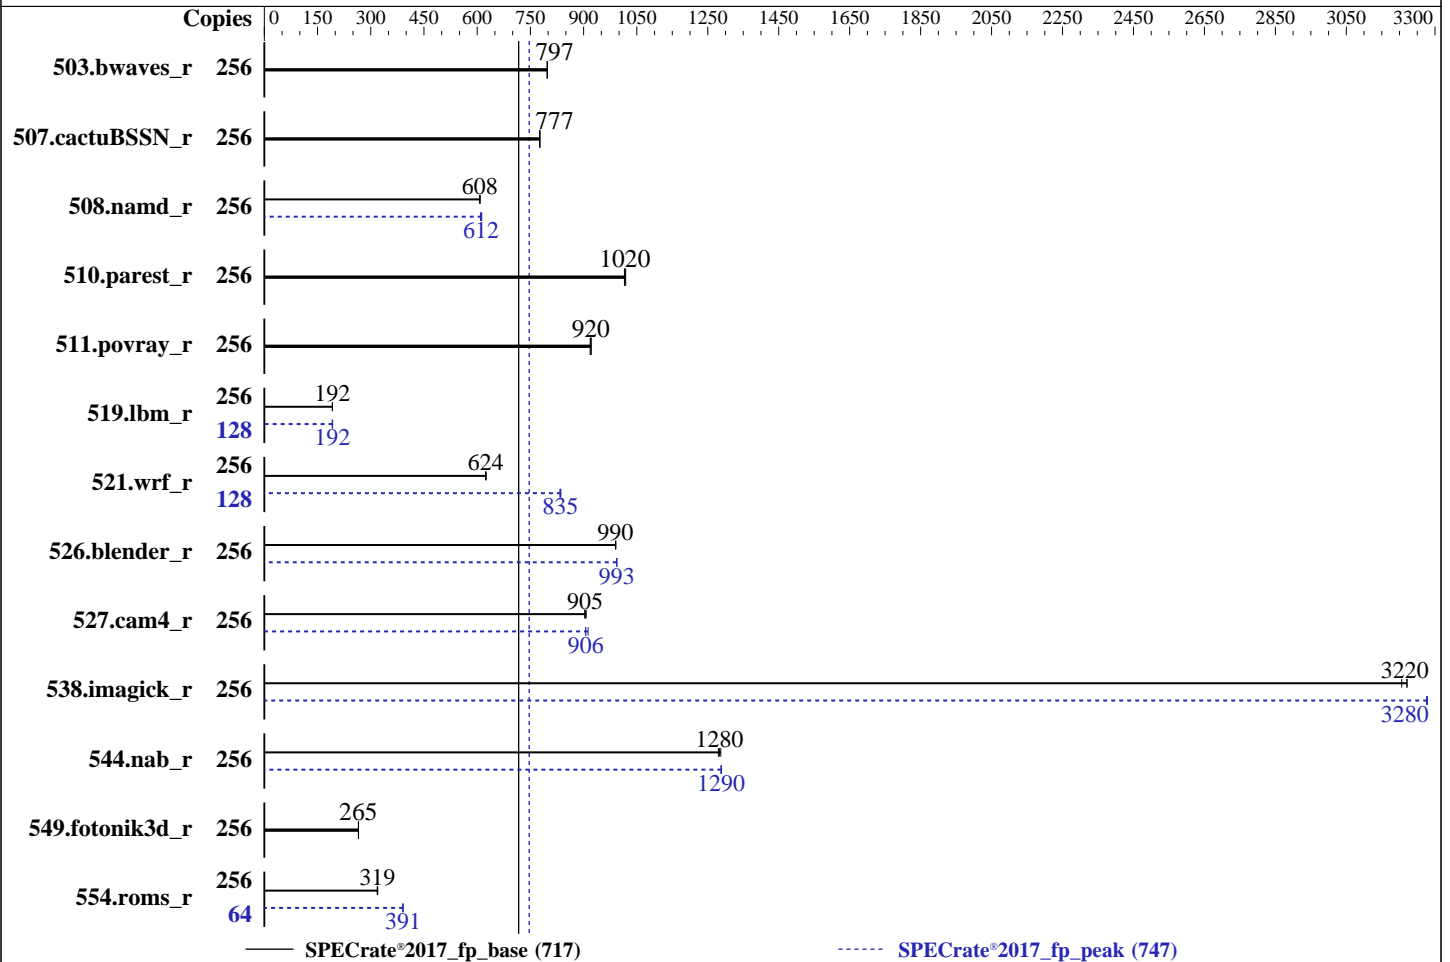 Copies 0 150 300 450 600 750 900 1050 1250 1450 1650 1850 2050 2250 2450 2650 2850 3050 3300
503.bwaves_r 256 797
507.cactuBSSN_r 256 777
508.namd_r 256 608
612
510.parest_r 256 1020
511.povray_r 256 920
519.lbm_r 256 192
128 192
521.wrf_r 256 624
128 835
526.blender_r 256 990
993
527.cam4_r 256 905
906
538.imagick_r 256 3220
3280
544.nab_r 256 1280
1290
549.fotonik3d_r 256 265
554.roms_r 256 319
64 391
SPECrate®2017_fp_base (717) SPECrate®2017_fp_peak (747)